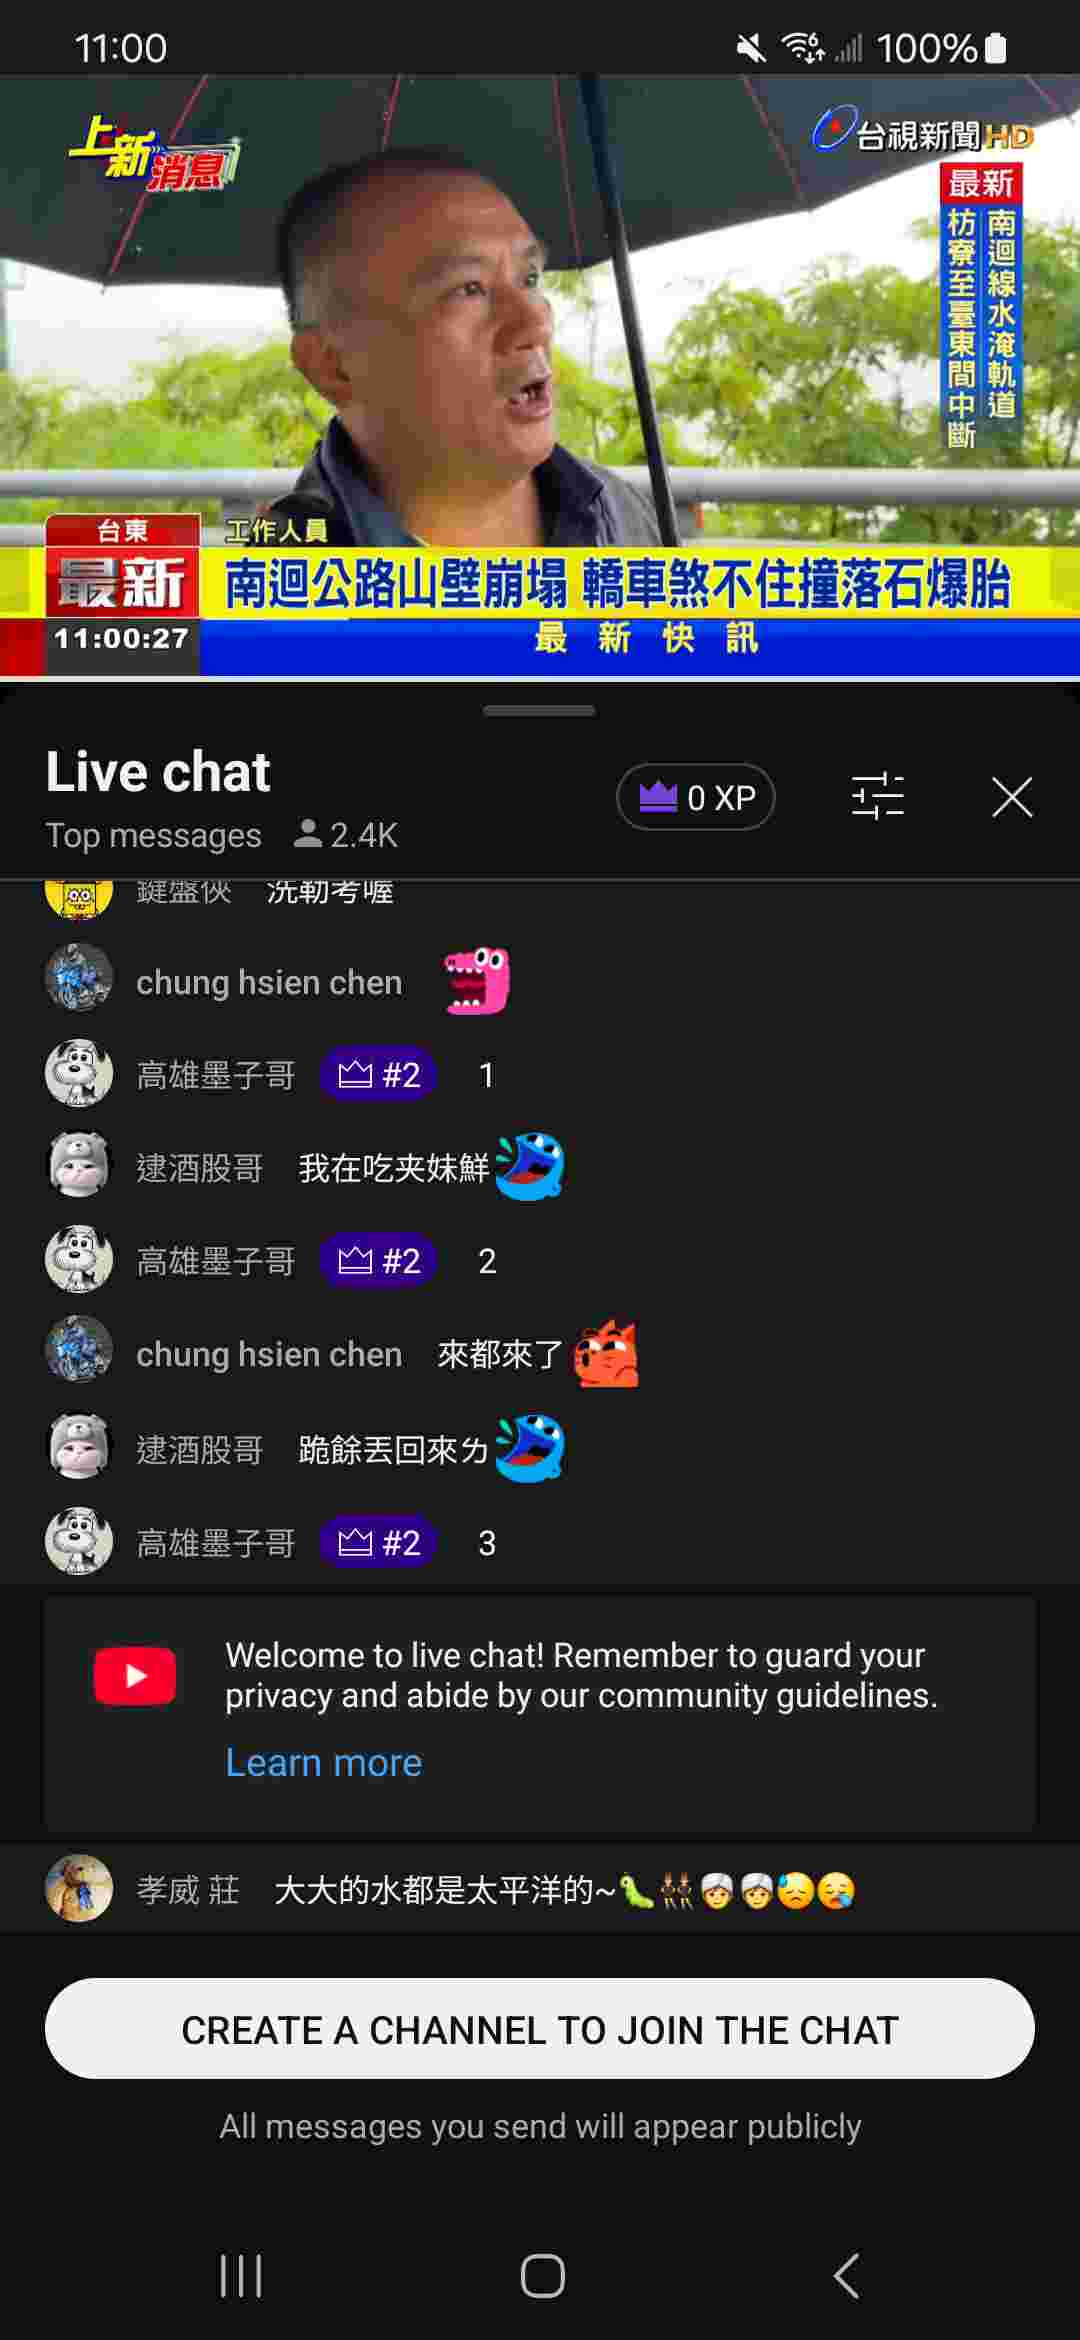 11:00
6
100%
上新
消息
台視新聞HD
最新
南迴線水淹軌道
枋寮至臺東間中斷
台東
工作人員
最新
南迴公路山壁崩塌 轎車煞不住撞落石爆胎
11:00:27
最新快訊
Live chat
0 XP
Top messages 2.4K
鍵盤俠 洗勒考喔
chung hsien chen
高雄墨子哥 #2 1
逮酒股哥 我在吃夹妹鮮
高雄墨子哥 #2 2
chung hsien chen 來都來了
逮酒股哥 跪餘丟回來ㄌ
高雄墨子哥 #2 3
Welcome to live chat! Remember to guard your
privacy and abide by our community guidelines.
Learn more
孝威 莊 大大的水都是太平洋的~🐛👯🏿👳🏻👳🏻😓😪
CREATE A CHANNEL TO JOIN THE CHAT
All messages you send will appear publicly